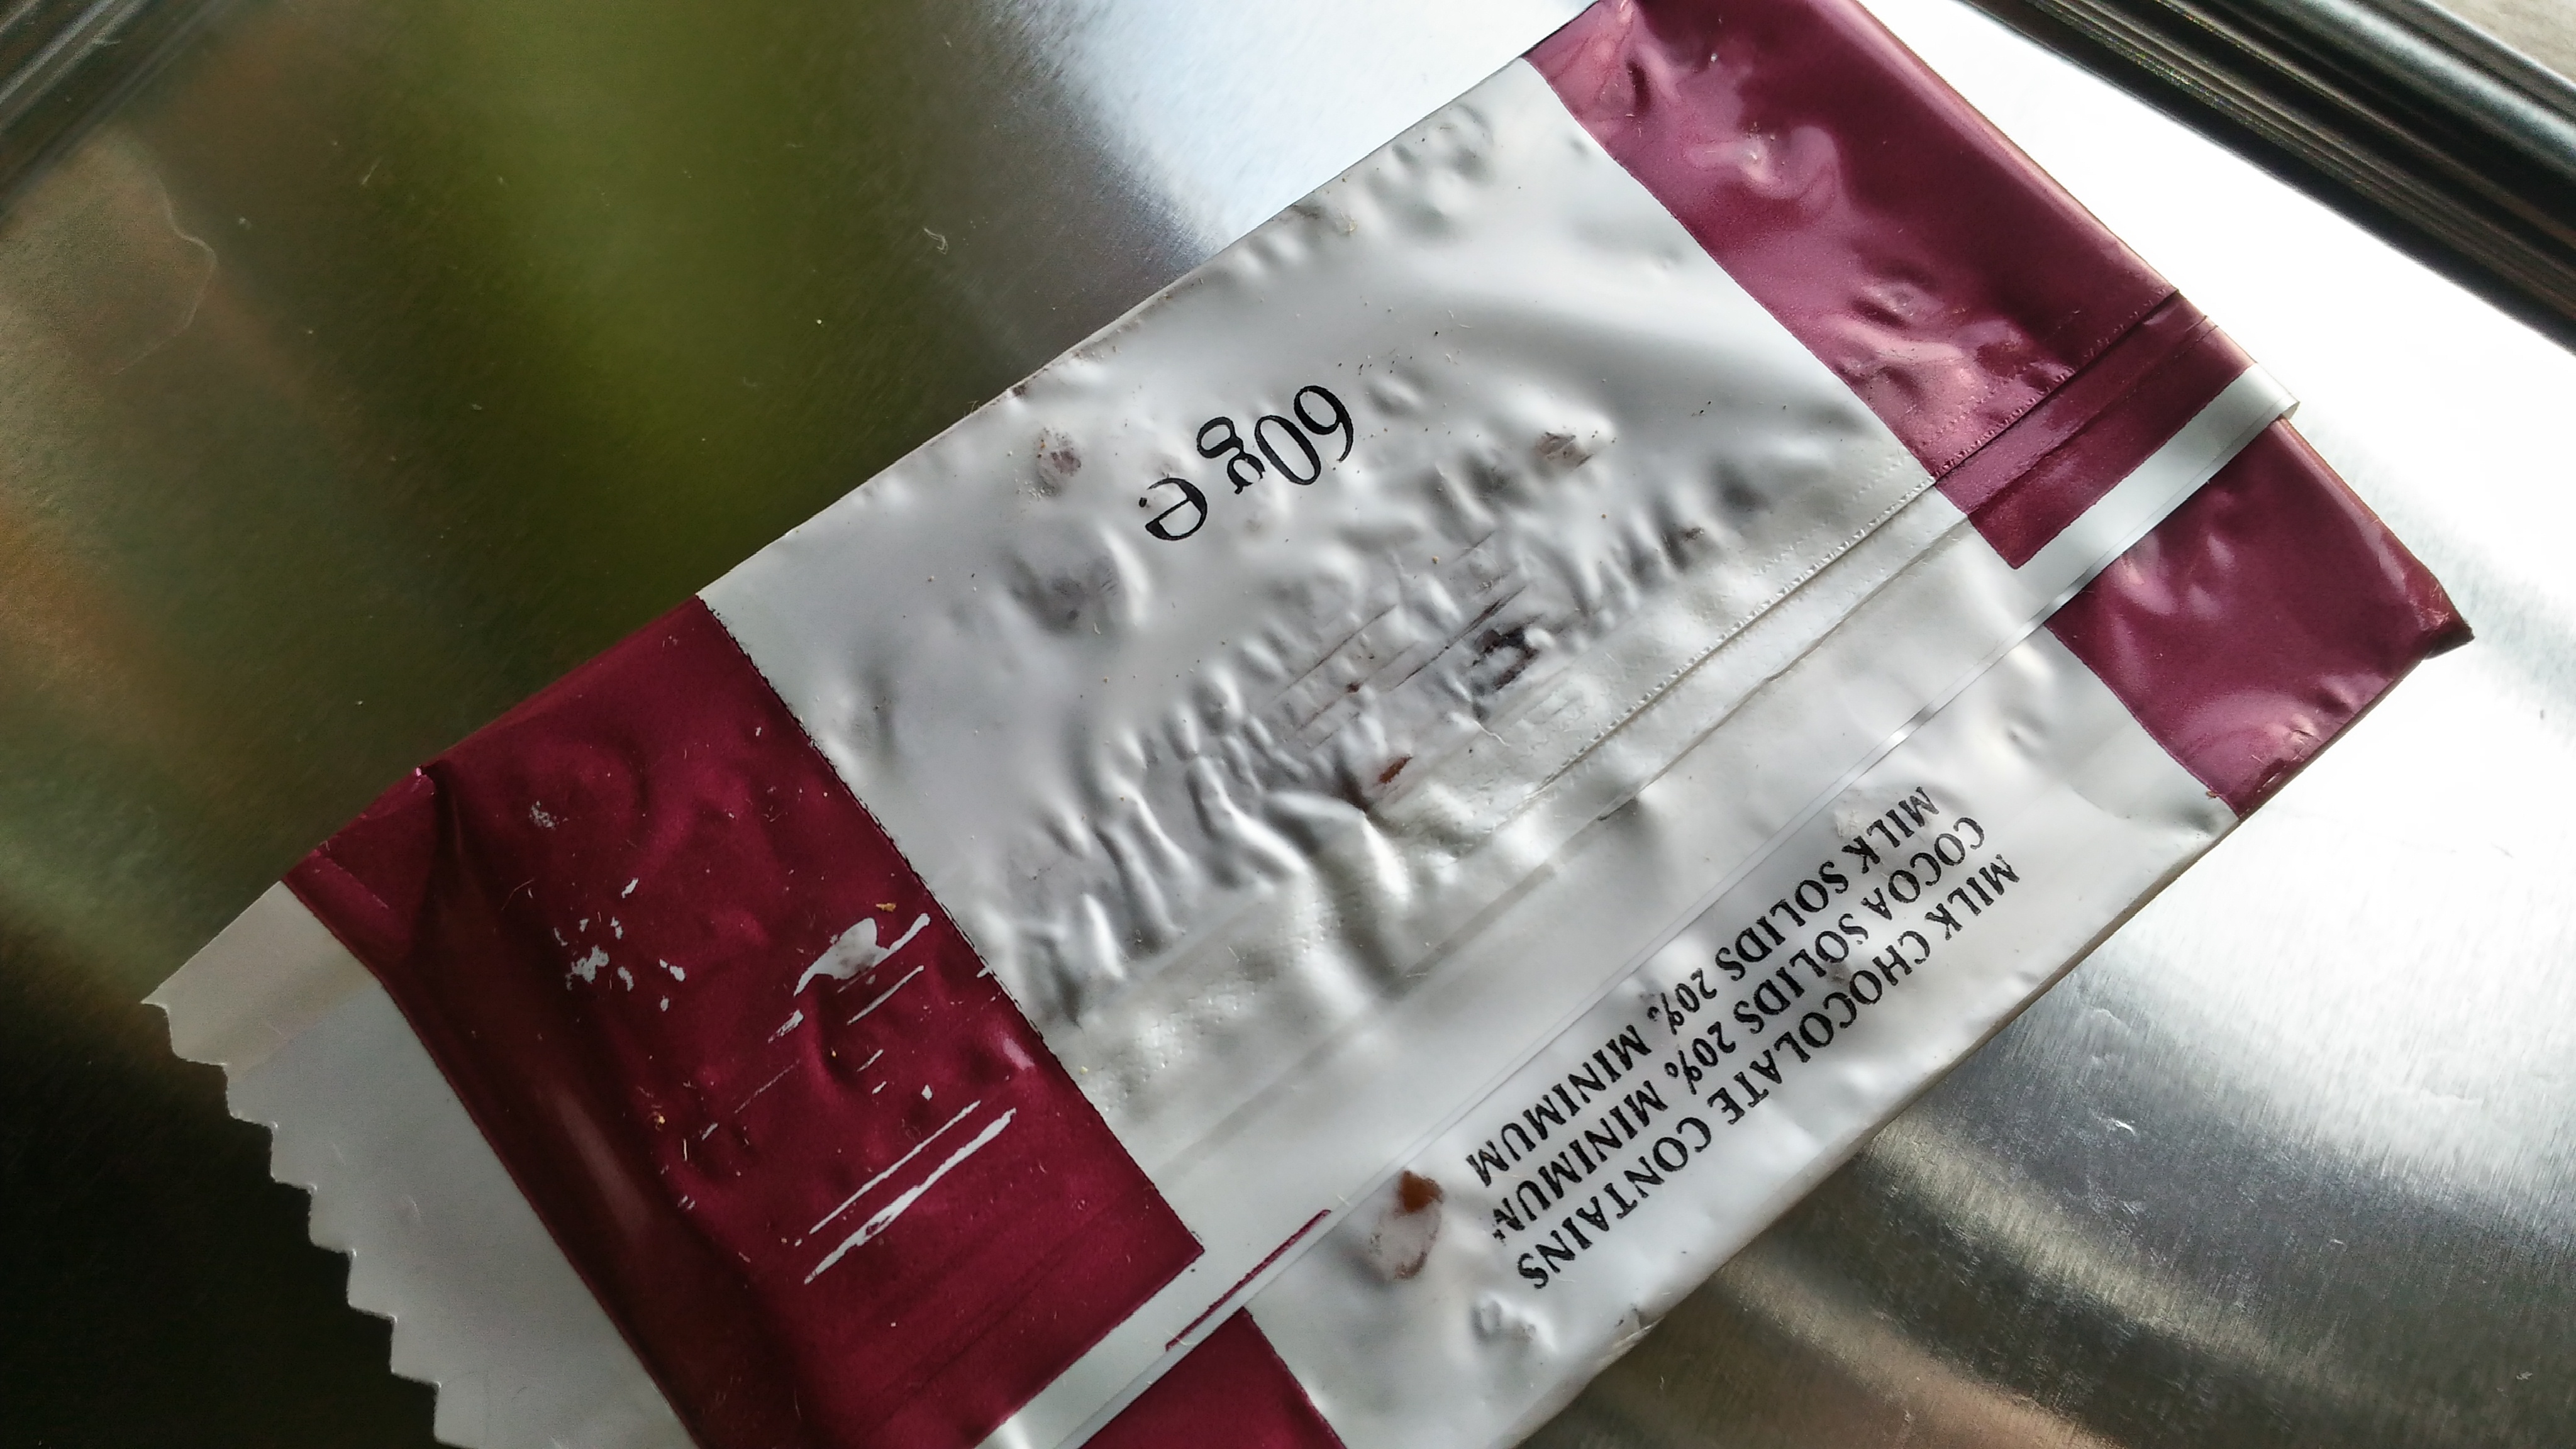 60g e
MILK CHOCOLATE CONTAINS
COCOA SOLIDS 20% MINIMUM
MILK SOLIDS 20% MINIMUM